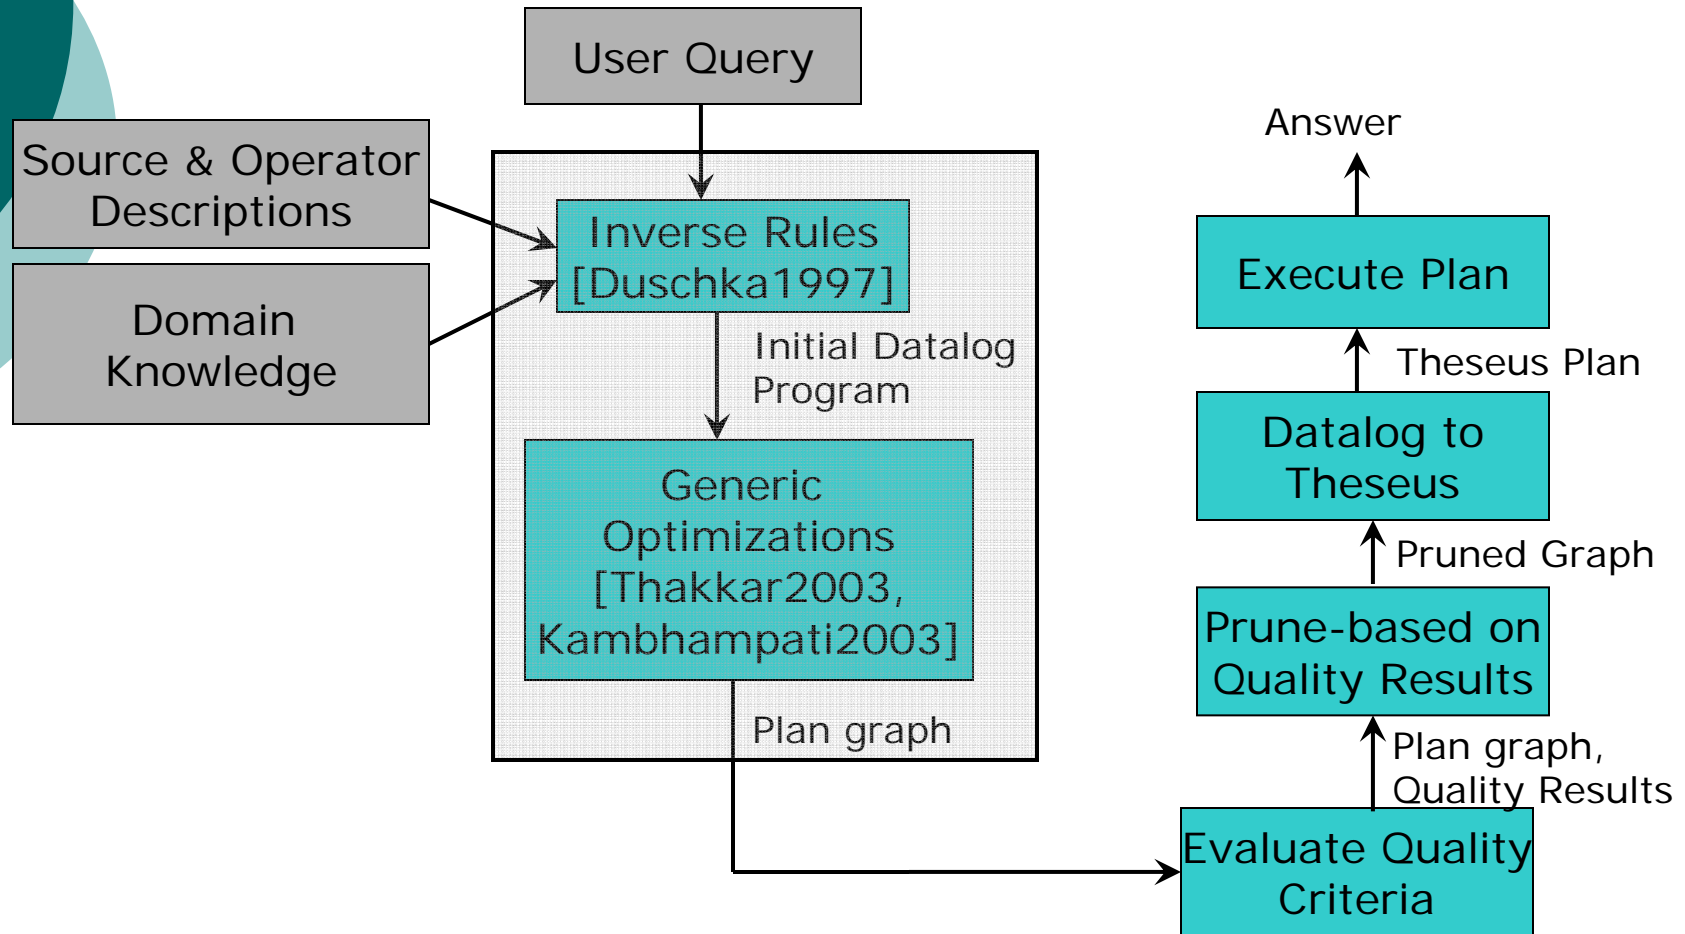 User Query
Source & Operator
Descriptions
Domain
Knowledge
Inverse Rules
[Duschka1997]
Initial Datalog
Program
Generic
Optimizations
[Thakkar2003,
Kambhampati2003]
Plan graph
Answer
Execute Plan
Theseus Plan
Datalog to
Theseus
Pruned Graph
Prune-based on
Quality Results
Plan graph,
Quality Results
Evaluate Quality
Criteria